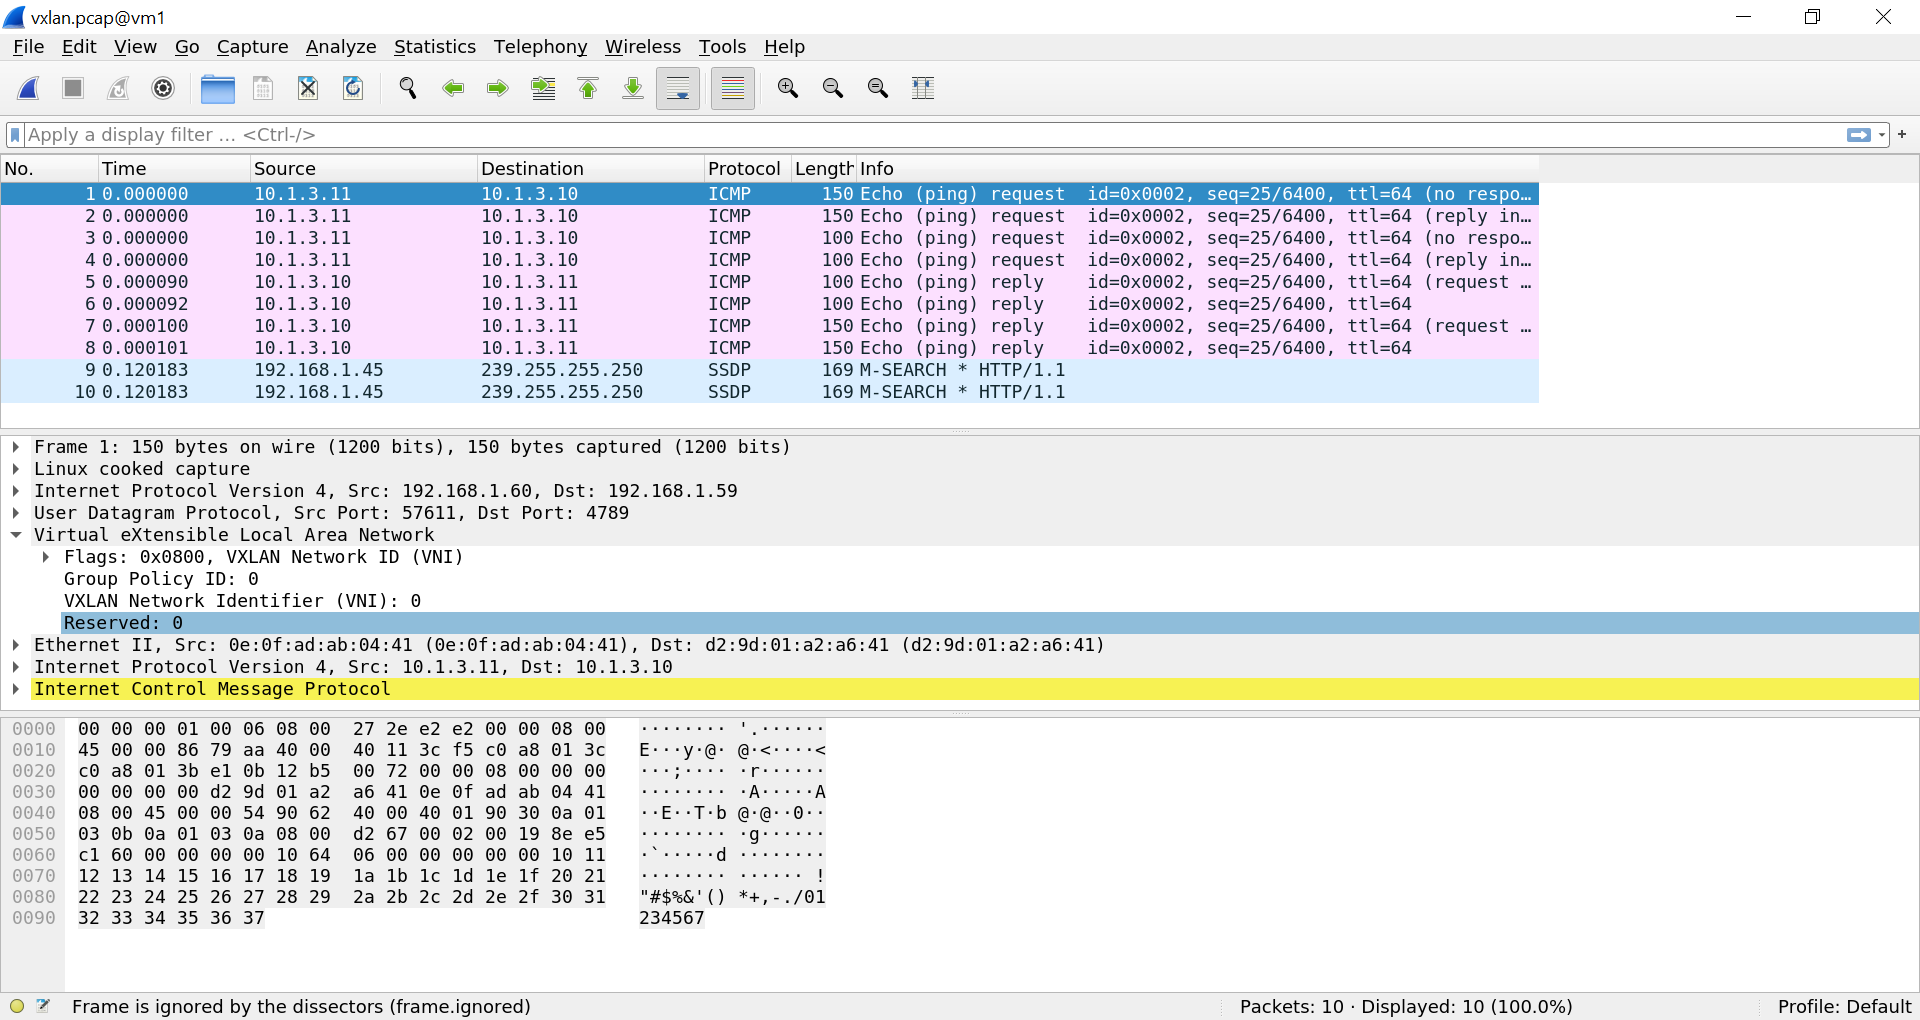 vxlan.pcap@vm1
File Edit View Go Capture Analyze Statistics Telephony Wireless Tools Help
Apply a display filter … <Ctrl-/> +
No. Time Source Destination Protocol Length Info
1 0.000000 10.1.3.11 10.1.3.10 ICMP 150 Echo (ping) request id=0x0002, seq=25/6400, ttl=64 (no respo…
2 0.000000 10.1.3.11 10.1.3.10 ICMP 150 Echo (ping) request id=0x0002, seq=25/6400, ttl=64 (reply in…
3 0.000000 10.1.3.11 10.1.3.10 ICMP 100 Echo (ping) request id=0x0002, seq=25/6400, ttl=64 (no respo…
4 0.000000 10.1.3.11 10.1.3.10 ICMP 100 Echo (ping) request id=0x0002, seq=25/6400, ttl=64 (reply in…
5 0.000090 10.1.3.10 10.1.3.11 ICMP 100 Echo (ping) reply id=0x0002, seq=25/6400, ttl=64 (request …
6 0.000092 10.1.3.10 10.1.3.11 ICMP 100 Echo (ping) reply id=0x0002, seq=25/6400, ttl=64
7 0.000100 10.1.3.10 10.1.3.11 ICMP 150 Echo (ping) reply id=0x0002, seq=25/6400, ttl=64 (request …
8 0.000101 10.1.3.10 10.1.3.11 ICMP 150 Echo (ping) reply id=0x0002, seq=25/6400, ttl=64
9 0.120183 192.168.1.45 239.255.255.250 SSDP 169 M-SEARCH * HTTP/1.1
10 0.120183 192.168.1.45 239.255.255.250 SSDP 169 M-SEARCH * HTTP/1.1
Frame 1: 150 bytes on wire (1200 bits), 150 bytes captured (1200 bits)
Linux cooked capture
Internet Protocol Version 4, Src: 192.168.1.60, Dst: 192.168.1.59
User Datagram Protocol, Src Port: 57611, Dst Port: 4789
Virtual eXtensible Local Area Network
Flags: 0x0800, VXLAN Network ID (VNI)
Group Policy ID: 0
VXLAN Network Identifier (VNI): 0
Reserved: 0
Ethernet II, Src: 0e:0f:ad:ab:04:41 (0e:0f:ad:ab:04:41), Dst: d2:9d:01:a2:a6:41 (d2:9d:01:a2:a6:41)
Internet Protocol Version 4, Src: 10.1.3.11, Dst: 10.1.3.10
Internet Control Message Protocol
0000 00 00 00 01 00 06 08 00 27 2e e2 e2 00 00 08 00 ········ '.······
0010 45 00 00 86 79 aa 40 00 40 11 3c f5 c0 a8 01 3c E···y·@· @·<····<
0020 c0 a8 01 3b e1 0b 12 b5 00 72 00 00 08 00 00 00 ···;···· ·r······
0030 00 00 00 00 d2 9d 01 a2 a6 41 0e 0f ad ab 04 41 ········ ·A·····A
0040 08 00 45 00 00 54 90 62 40 00 40 01 90 30 0a 01 ··E··T·b @·@··0··
0050 03 0b 0a 01 03 0a 08 00 d2 67 00 02 00 19 8e e5 ········ ·g······
0060 c1 60 00 00 00 00 10 64 06 00 00 00 00 00 10 11 ·`·····d ········
0070 12 13 14 15 16 17 18 19 1a 1b 1c 1d 1e 1f 20 21 ········ ······ !
0080 22 23 24 25 26 27 28 29 2a 2b 2c 2d 2e 2f 30 31 "#$%&'() *+,-./01
0090 32 33 34 35 36 37 234567
Frame is ignored by the dissectors (frame.ignored) Packets: 10 · Displayed: 10 (100.0%) Profile: Default